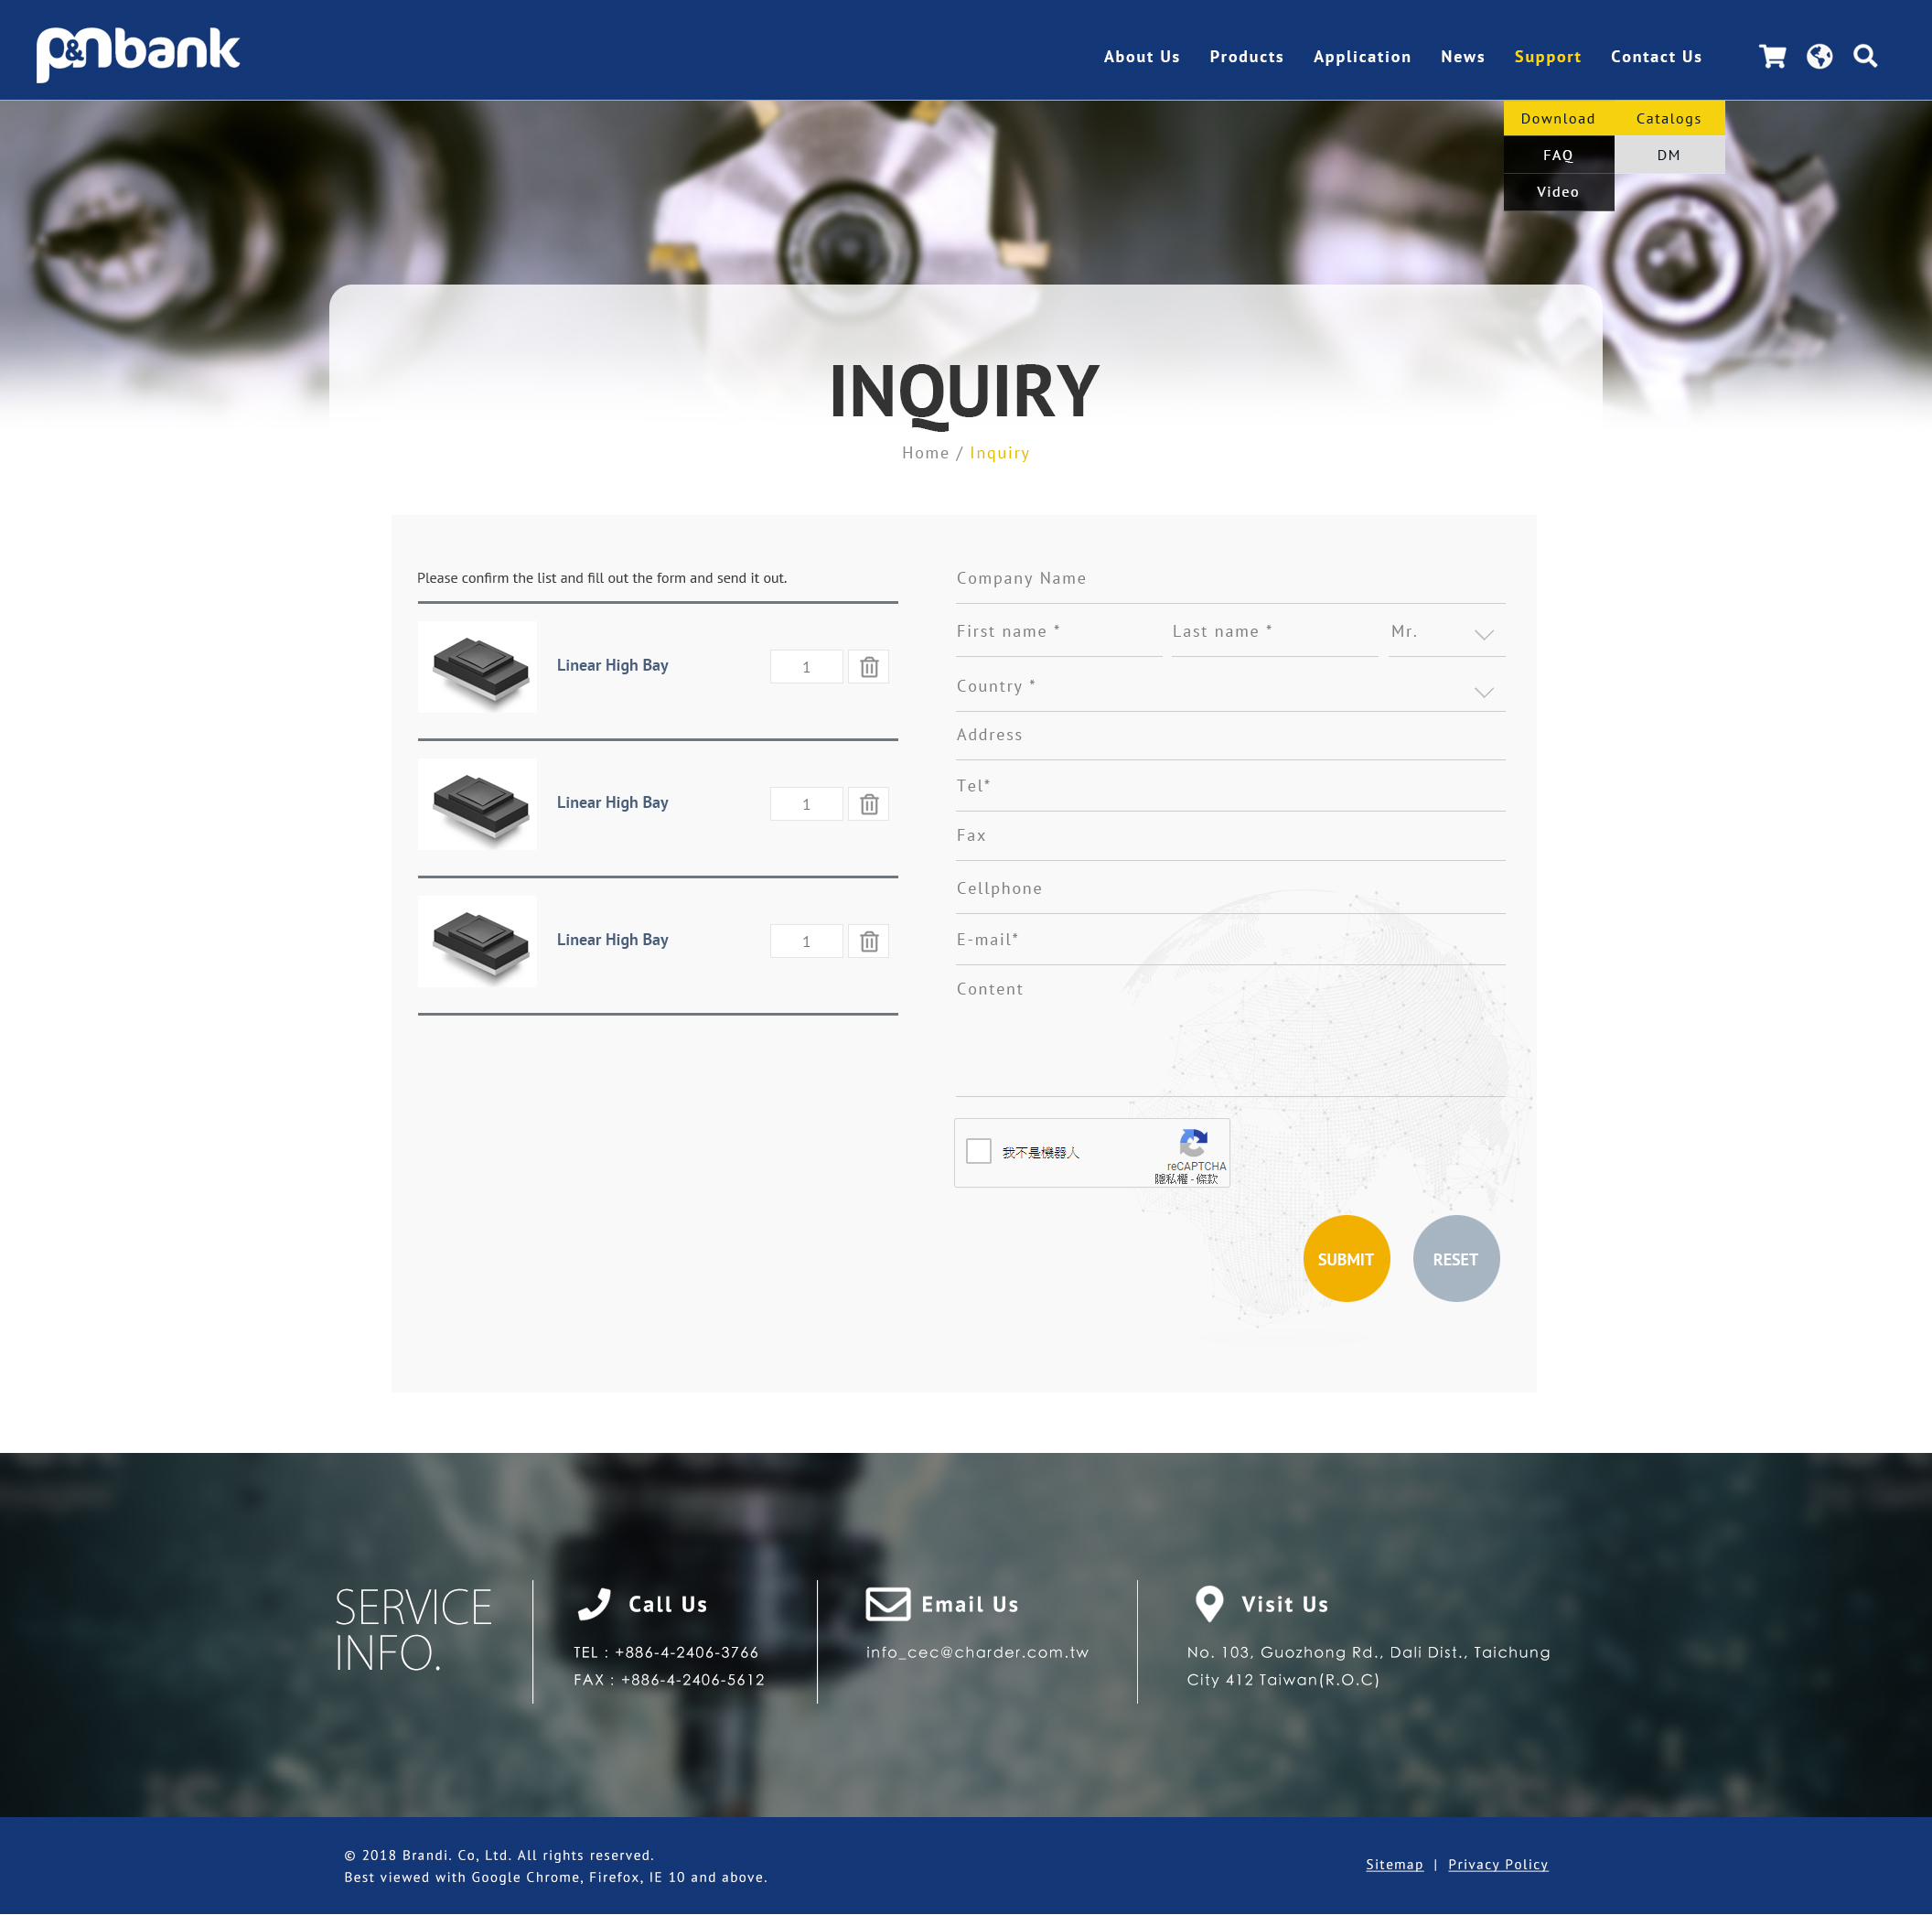 p&nbank
About Us Products Application News Support Contact Us
Download Catalogs
FAQ DM
Video
INQUIRY
Home / Inquiry
Please confirm the list and fill out the form and send it out.
Linear High Bay 1
Linear High Bay 1
Linear High Bay 1
Company Name
First name * Last name * Mr.
Country *
Address
Tel*
Fax
Cellphone
E-mail*
Content
我不是機器人
reCAPTCHA
隱私權 - 條款
SUBMIT RESET
SERVICE
INFO.
Call Us
TEL : +886-4-2406-3766
FAX : +886-4-2406-5612
Email Us
info_cec@charder.com.tw
Visit Us
No. 103, Guozhong Rd., Dali Dist., Taichung
City 412 Taiwan(R.O.C)
© 2018 Brandi. Co, Ltd. All rights reserved.
Best viewed with Google Chrome, Firefox, IE 10 and above.
Sitemap | Privacy Policy